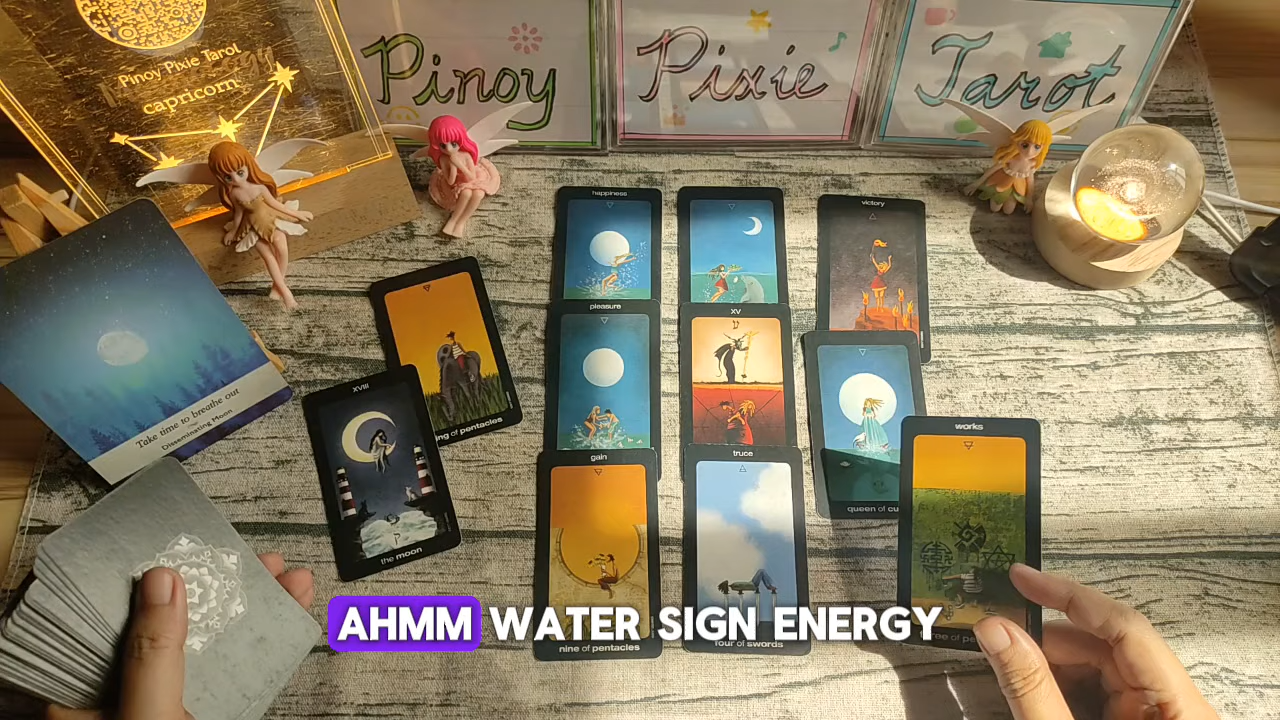 Pinoy Pixie Tarot
capricorn
Pinoy
Pixie
Tarot
Take time to breathe out
Disseminating Moon
happiness
victory
pleasure
XV
ing of pentacles
XVIII
the moon
gain
truce
works
queen of cu
AHMM WATER SIGN ENERGY
nine of pentacles
four of swords